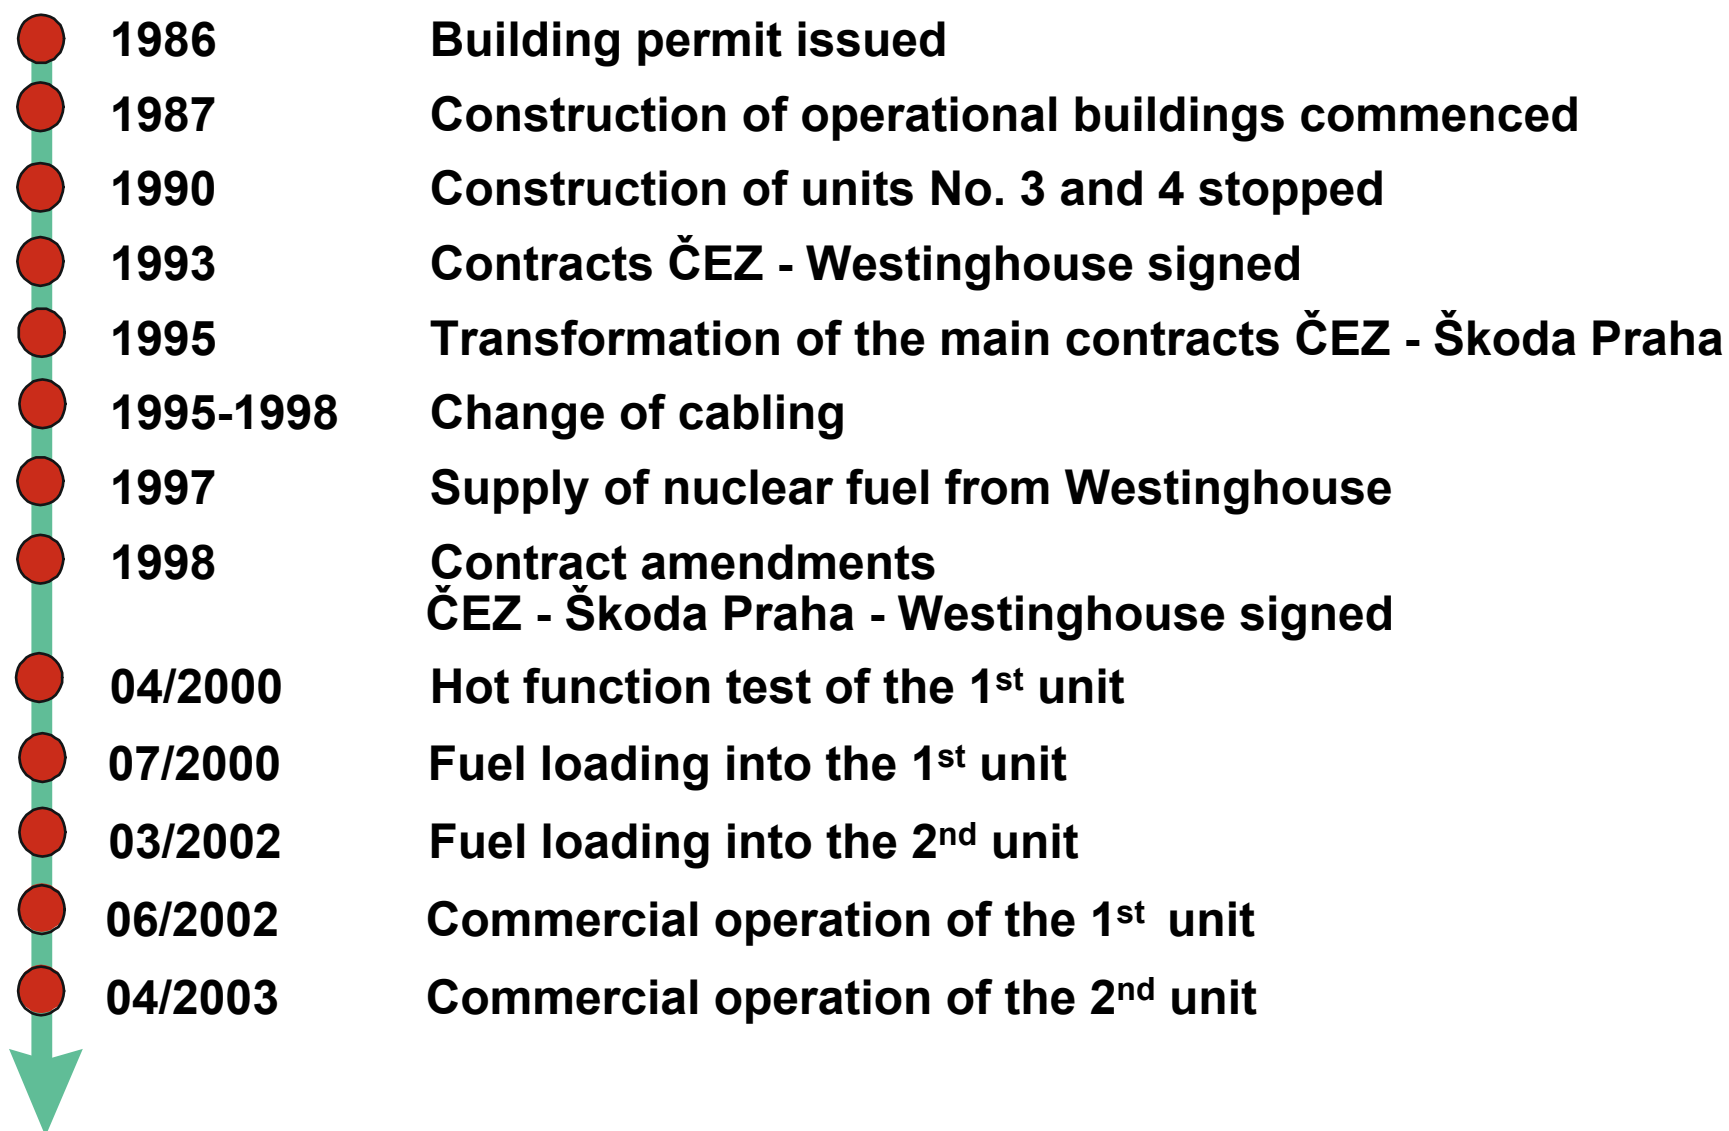 1986 Building permit issued
1987 Construction of operational buildings commenced
1990 Construction of units No. 3 and 4 stopped
1993 Contracts ČEZ - Westinghouse signed
1995 Transformation of the main contracts ČEZ - Škoda Praha
1995-1998 Change of cabling
1997 Supply of nuclear fuel from Westinghouse
1998 Contract amendments
ČEZ - Škoda Praha - Westinghouse signed
04/2000 Hot function test of the 1st unit
07/2000 Fuel loading into the 1st unit
03/2002 Fuel loading into the 2nd unit
06/2002 Commercial operation of the 1st unit
04/2003 Commercial operation of the 2nd unit